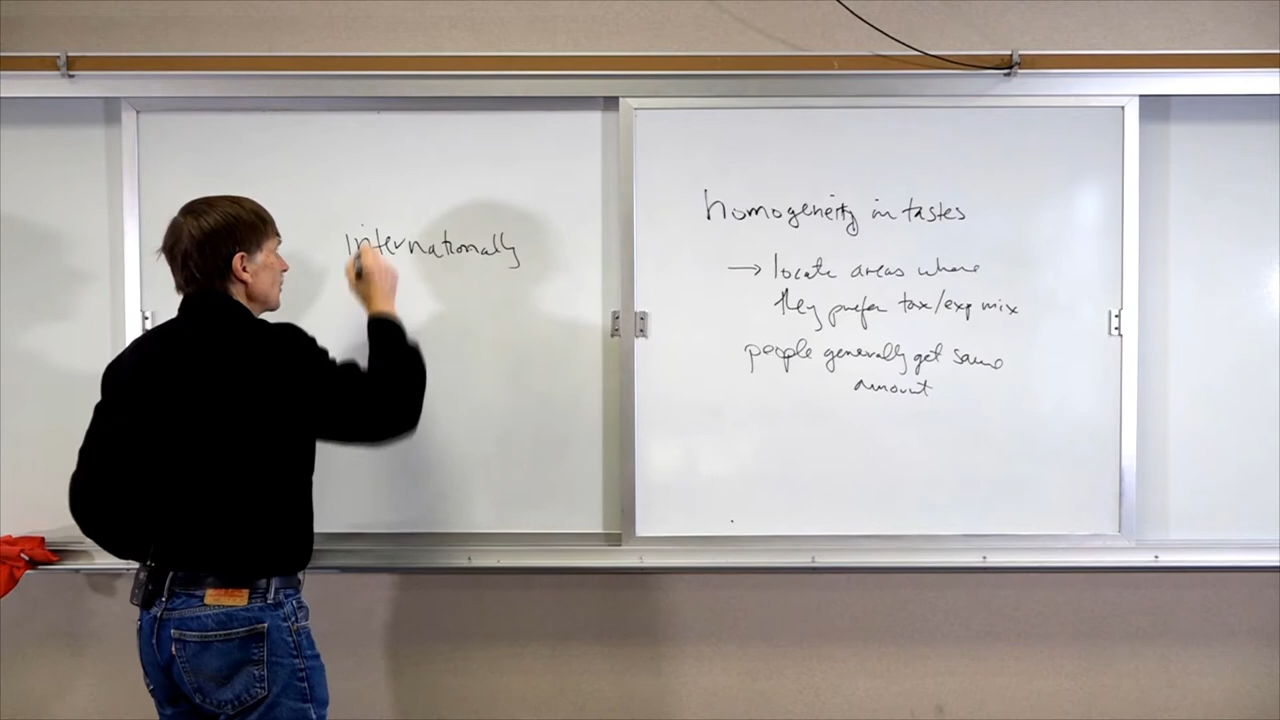 internationally
homogeneity in tastes
→ locate areas where
they prefer tax/exp mix
people generally get same
amount